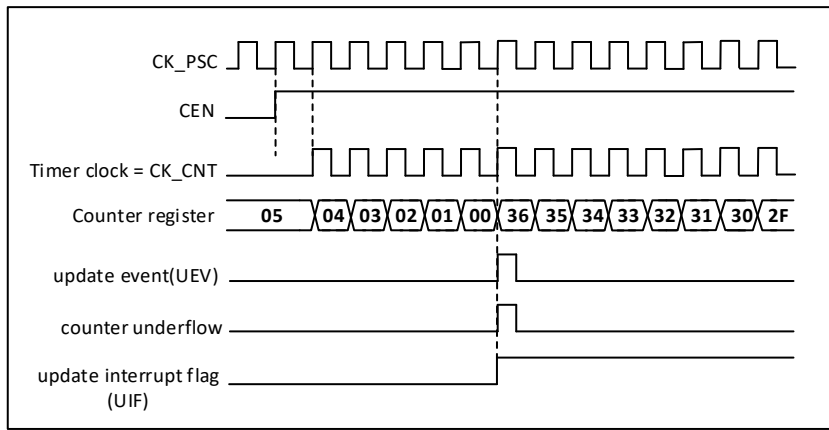 CK_PSC
CEN
Timer clock = CK_CNT
Counter register 05 04 03 02 01 00 36 35 34 33 32 31 30 2F
update event(UEV)
counter underflow
update interrupt flag
(UIF)